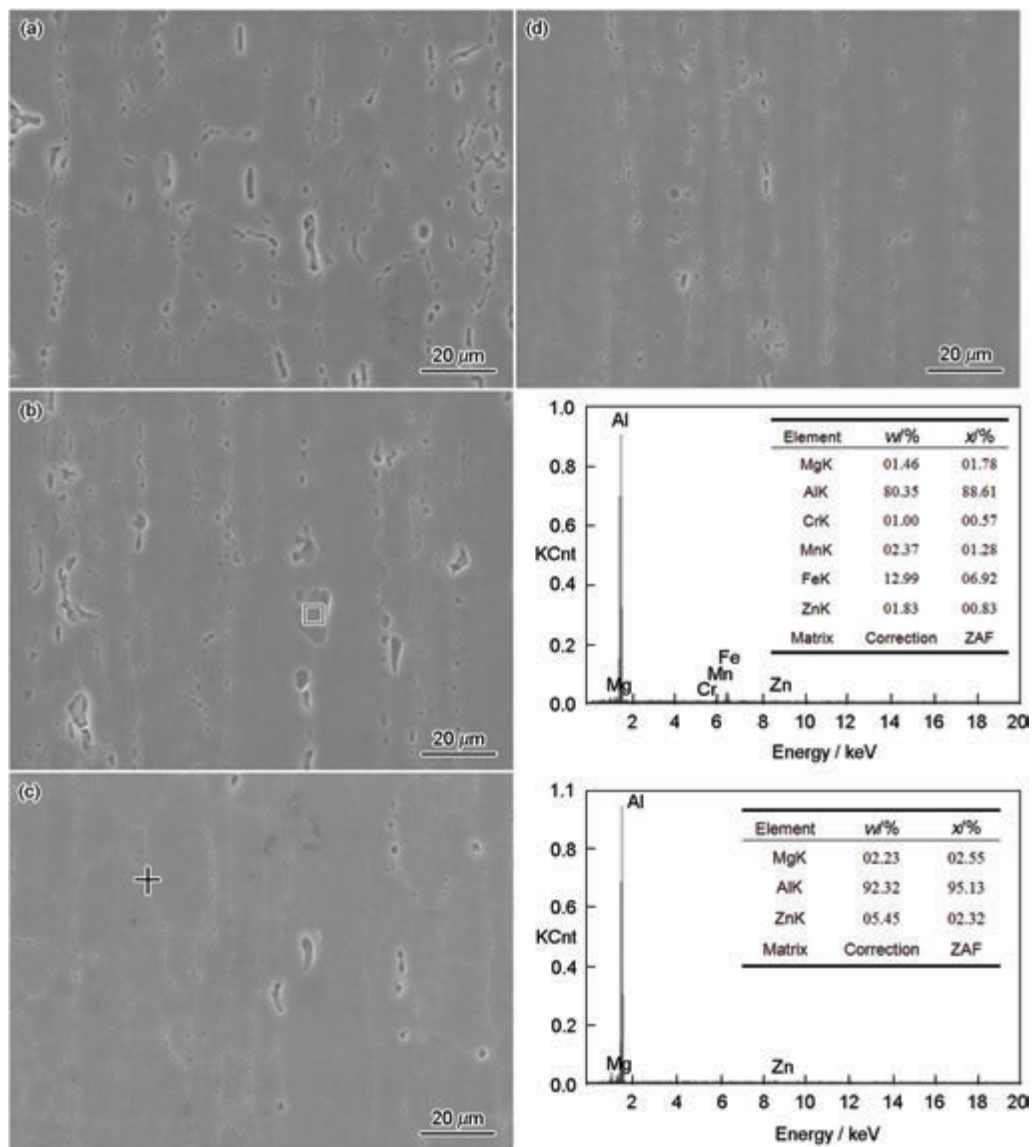 (a)
20 μm
(d)
20 μm
(b)
20 μm
1.0
0.8
0.6
KCnt
0.4
0.2
0.0
Al
Mg
Cr
Mn
Fe
Zn
2 4 6 8 10 12 14 16 18 20
Energy / keV
Element w/% x/%
MgK 01.46 01.78
AlK 80.35 88.61
CrK 01.00 00.57
MnK 02.37 01.28
FeK 12.99 06.92
ZnK 01.83 00.83
Matrix Correction ZAF
(c)
20 μm
1.1
0.8
0.6
KCnt
0.4
0.2
0.0
Al
Mg
Zn
2 4 6 8 10 12 14 16 18 20
Energy / keV
Element w/% x/%
MgK 02.23 02.55
AlK 92.32 95.13
ZnK 05.45 02.32
Matrix Correction ZAF